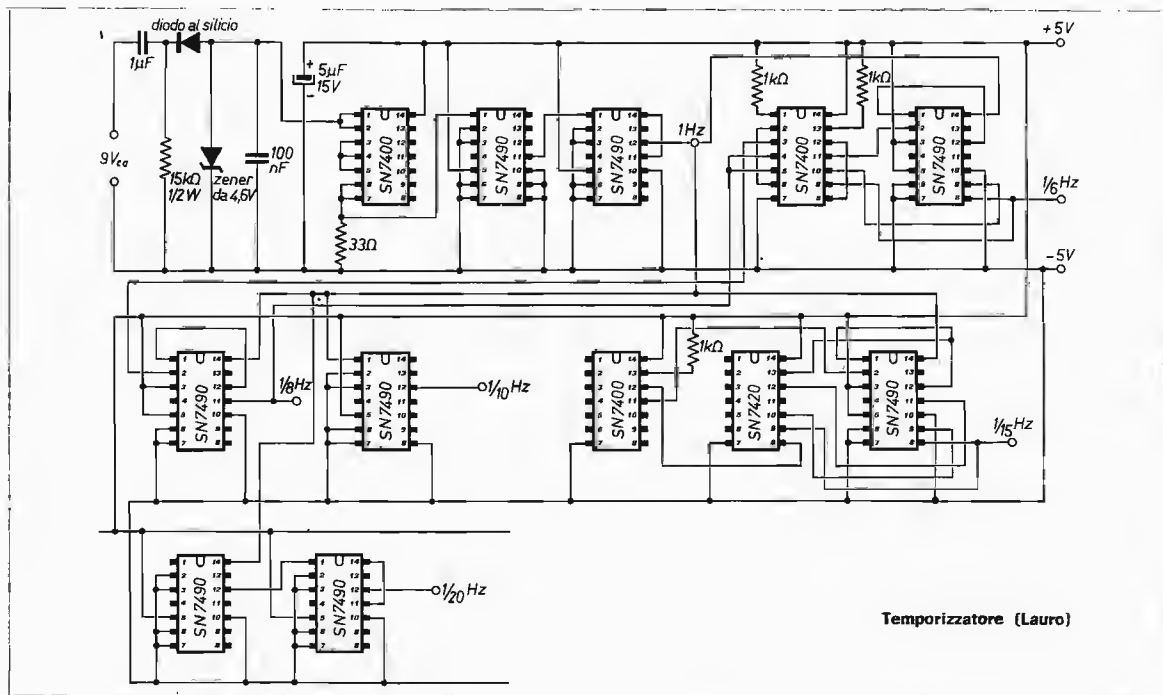 diodo al silicio
1µF
+
5µF
15V
-
+5V
1kΩ
1kΩ
9Vca
15kΩ
1/2 W
zener
da 4,6V
100
nF
SN7400
33Ω
SN7490
SN7490
1Hz
SN7400
SN7490
1/6Hz
-5V
SN7490
1/8Hz
SN7490
1/10Hz
SN7400
1kΩ
SN7420
SN7490
1/15Hz
SN7490
SN7490
1/20Hz
Temporizzatore (Lauro)